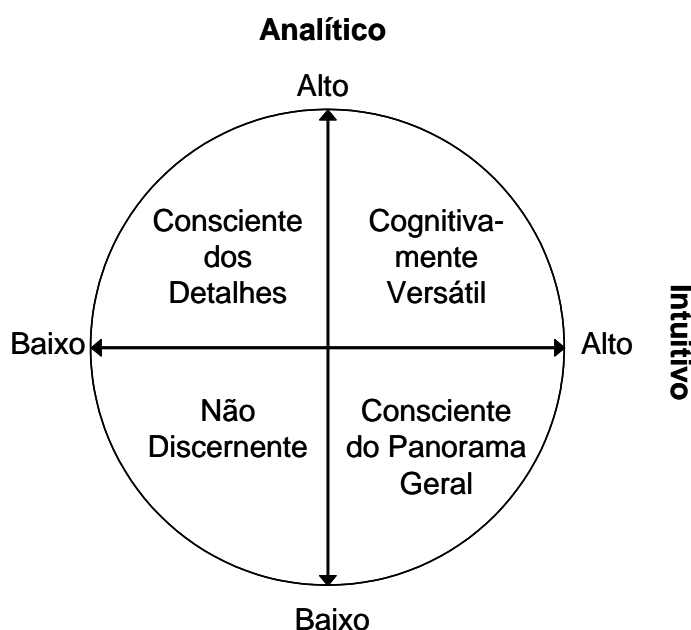 Analítico
Alto
Consciente
dos
Detalhes
Cognitiva-
mente
Versátil
Baixo
Alto
Intuitivo
Não
Discernente
Consciente
do Panorama
Geral
Baixo